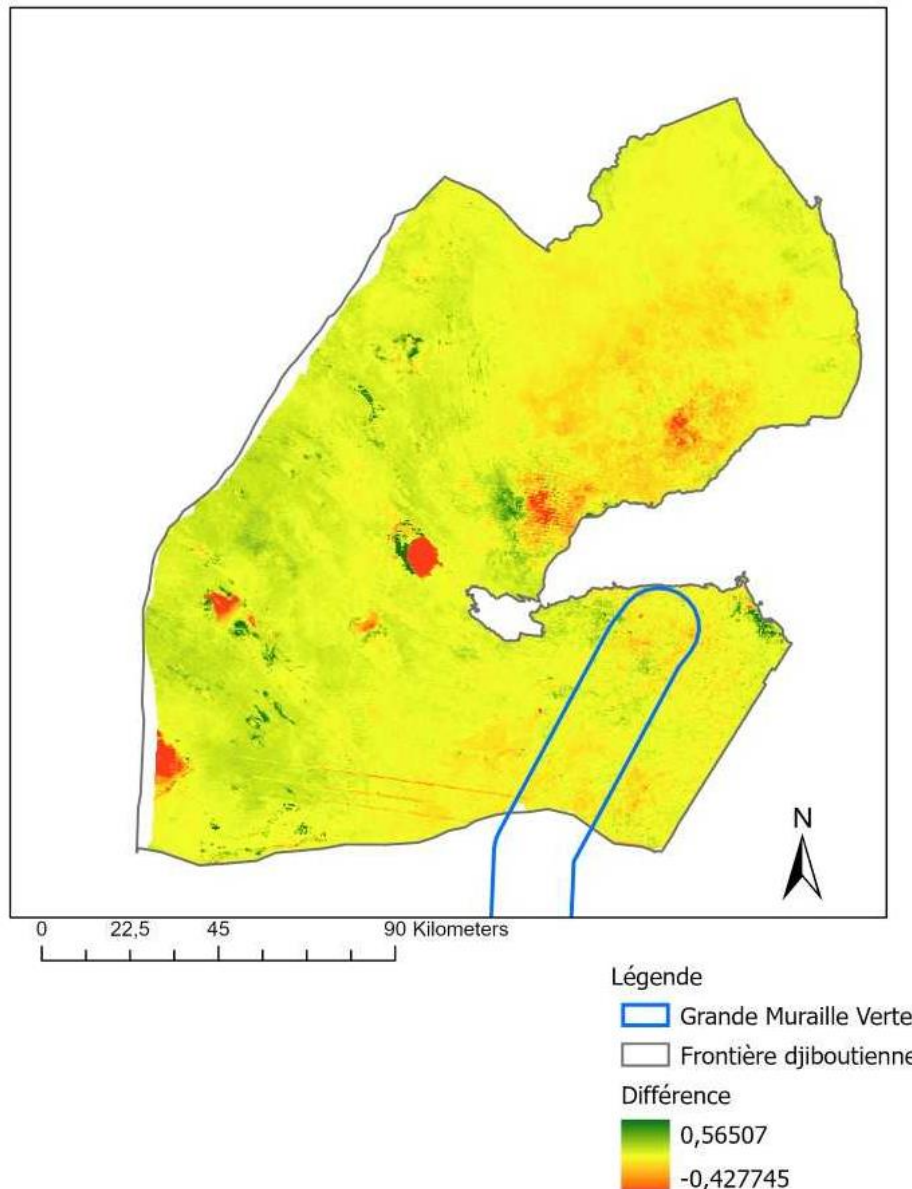 N
0 22,5 45 90 Kilometers
Légende
Grande Muraille Verte
Frontière djiboutienne
Différence
0,56507
-0,427745